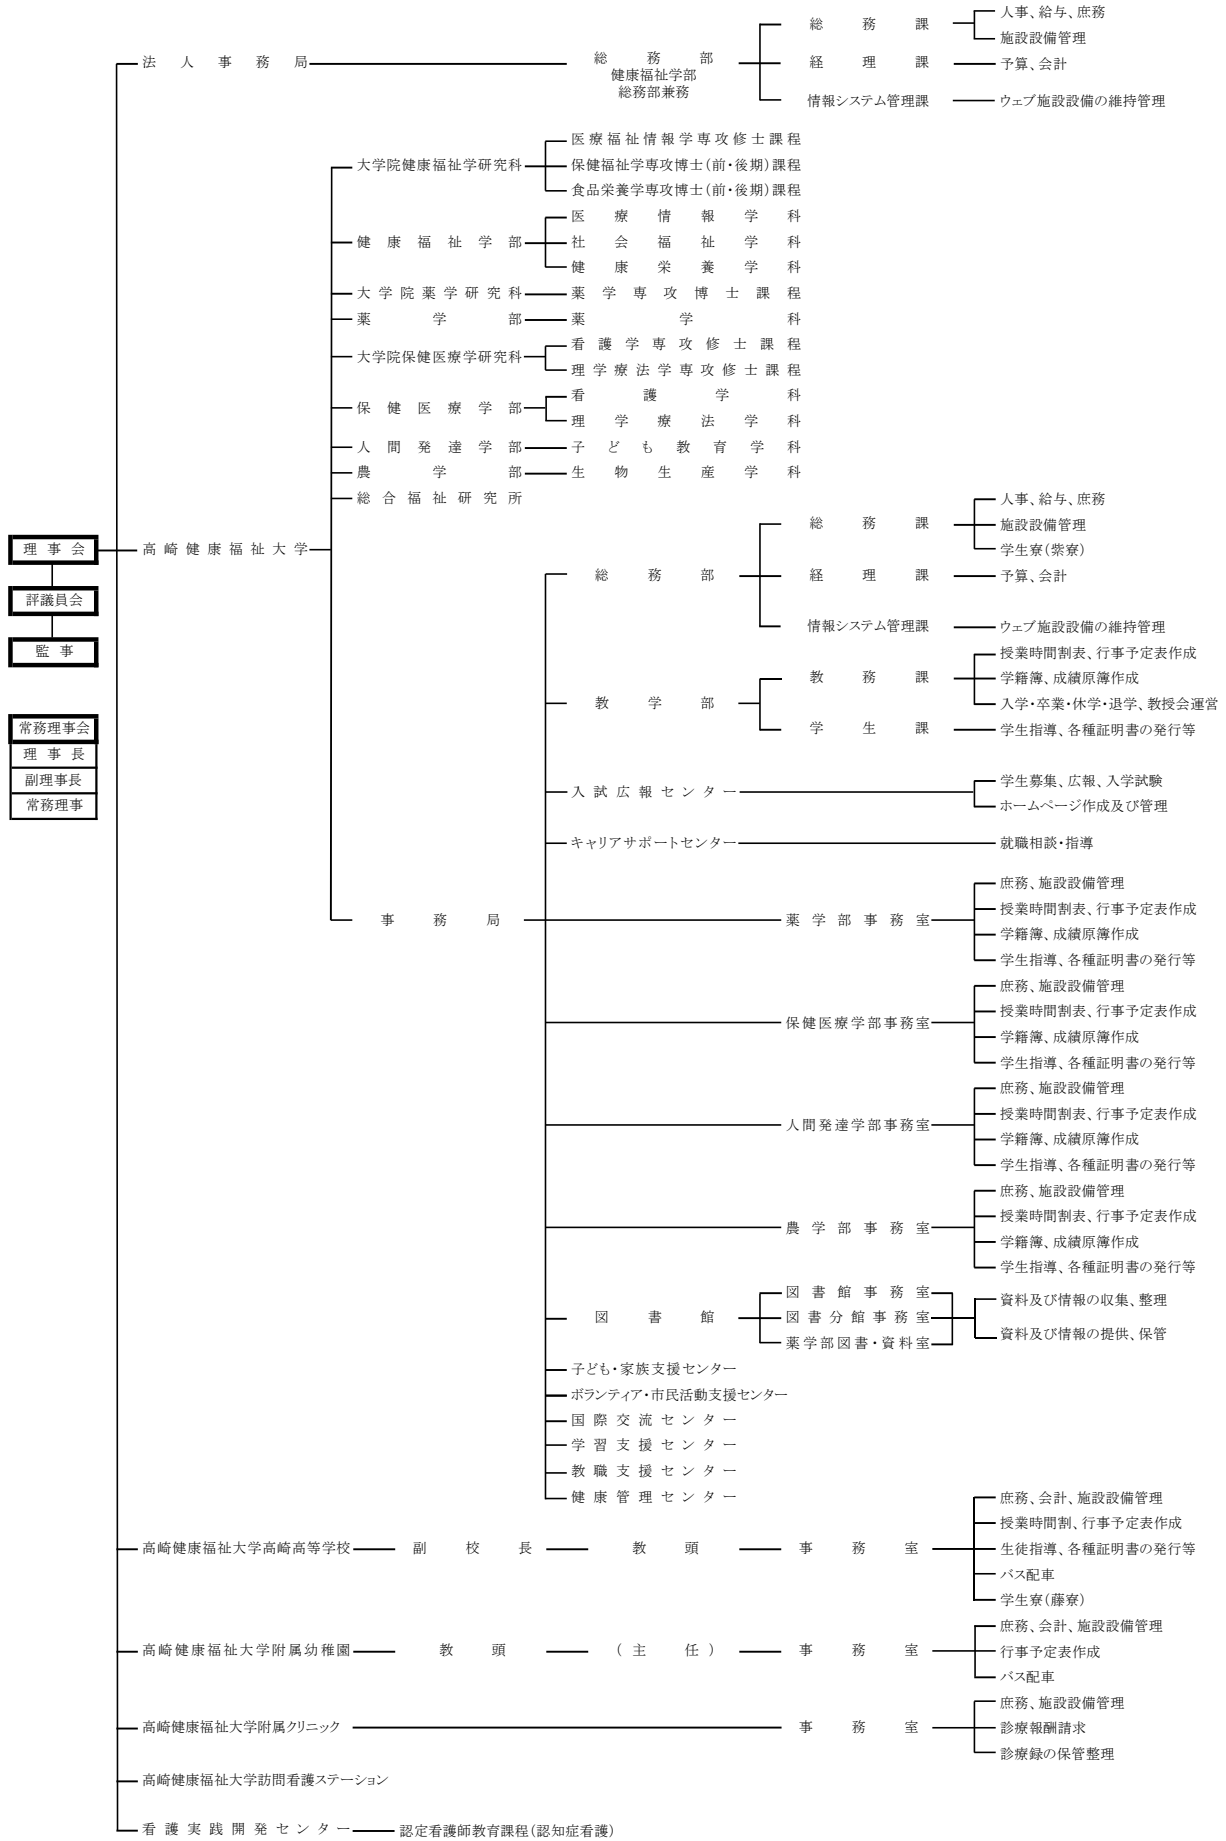 人事、給与、庶務
総務課
施設設備管理
法人事務局
総務部
健康福祉学部
総務部兼務
経理課
予算、会計
情報システム管理課
ウェブ施設設備の維持管理
医療福祉情報学専攻修士課程
大学院健康福祉学研究科
保健福祉学専攻博士(前・後期)課程
食品栄養学専攻博士(前・後期)課程
医療情報学科
健康福祉学部
社会福祉学科
健康栄養学科
大学院薬学研究科
薬学専攻博士課程
薬学部
薬学科
看護学専攻修士課程
大学院保健医療学研究科
理学療法学専攻修士課程
看護学科
保健医療学部
理学療法学科
人間発達学部
子ども教育学科
農学部
生物生産学科
総合福祉研究所
理事会
評議員会
監事
常務理事会
理事長
副理事長
常務理事
高崎健康福祉大学
人事、給与、庶務
総務課
施設設備管理
学生寮(紫寮)
総務部
経理課
予算、会計
情報システム管理課
ウェブ施設設備の維持管理
授業時間割表、行事予定表作成
教務課
学籍簿、成績原簿作成
教学部
入学・卒業・休学・退学、教授会運営
学生課
学生指導、各種証明書の発行等
学生募集、広報、入学試験
入試広報センター
ホームページ作成及び管理
キャリアサポートセンター
就職相談・指導
事務局
庶務、施設設備管理
授業時間割表、行事予定表作成
薬学部事務室
学籍簿、成績原簿作成
学生指導、各種証明書の発行等
庶務、施設設備管理
授業時間割表、行事予定表作成
保健医療学部事務室
学籍簿、成績原簿作成
学生指導、各種証明書の発行等
庶務、施設設備管理
授業時間割表、行事予定表作成
人間発達学部事務室
学籍簿、成績原簿作成
学生指導、各種証明書の発行等
庶務、施設設備管理
授業時間割表、行事予定表作成
農学部事務室
学籍簿、成績原簿作成
学生指導、各種証明書の発行等
図書館事務室
資料及び情報の収集、整理
図書館
図書分館事務室
資料及び情報の提供、保管
薬学部図書・資料室
子ども・家族支援センター
ボランティア・市民活動支援センター
国際交流センター
学習支援センター
教職支援センター
健康管理センター
庶務、会計、施設設備管理
授業時間割、行事予定表作成
高崎健康福祉大学高崎高等学校
副校長
教頭
事務室
生徒指導、各種証明書の発行等
バス配車
学生寮(藤寮)
庶務、会計、施設設備管理
高崎健康福祉大学附属幼稚園
教頭
(主任)
事務室
行事予定表作成
バス配車
庶務、施設設備管理
高崎健康福祉大学附属クリニック
事務室
診療報酬請求
診療録の保管整理
高崎健康福祉大学訪問看護ステーション
看護実践開発センター
認定看護師教育課程(認知症看護)